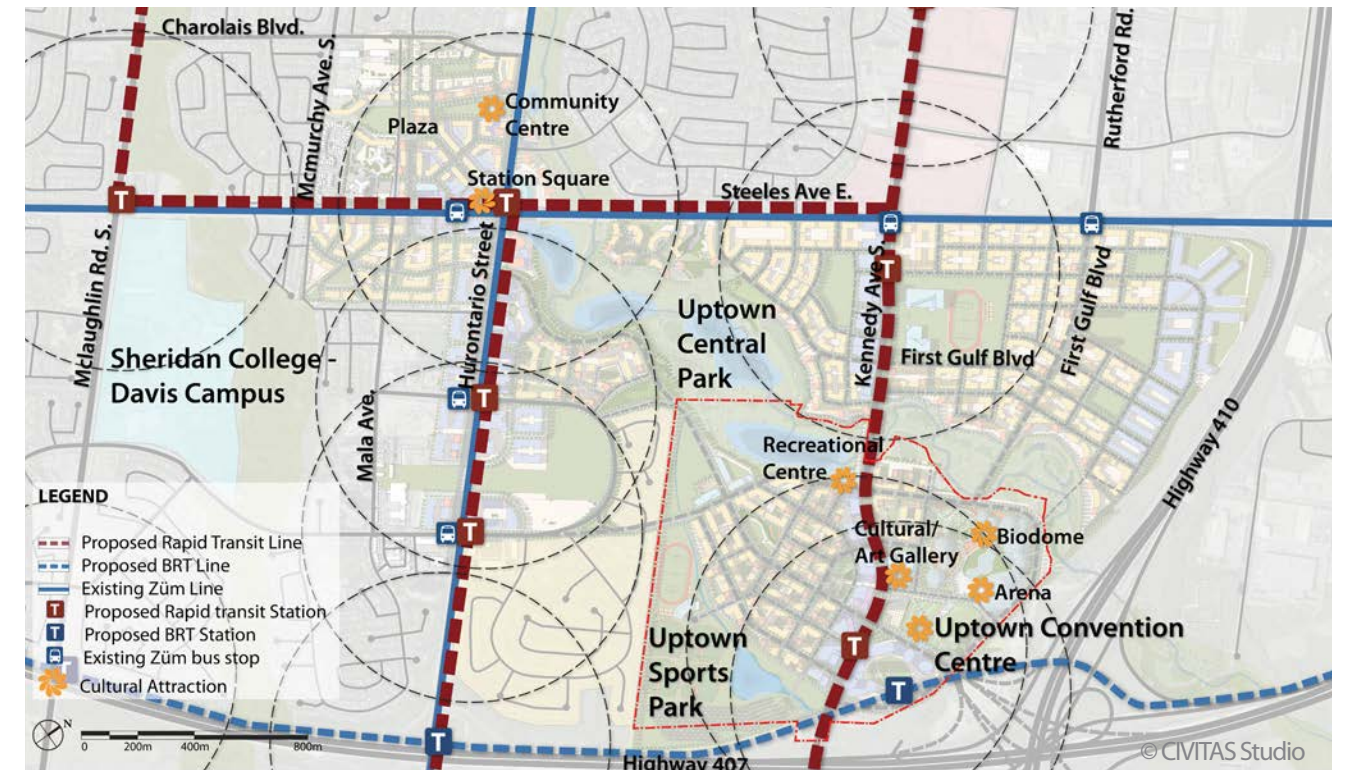 Charolais Blvd.
Mcmurchy Ave. S.
Rutherford Rd.
Community
Centre
Plaza
Station Square
Steeles Ave E.
T
T
Mclaughlin Rd. S.
Hurontario Street
Kennedy Ave S.
T
First Gulf Blvd
Uptown
Central
Park
Sheridan College -
Davis Campus
First Gulf Blvd
Mala Ave.
T
Highway 410
Recreational
Centre
LEGEND
Proposed Rapid Transit Line
Proposed BRT Line
Existing Züm Line
T Proposed Rapid transit Station
T Proposed BRT Station
Existing Züm bus stop
Cultural Attraction
T
Cultural/
Art Gallery
Biodome
Arena
Uptown
Sports
Park
Uptown Convention
Centre
T
T
T
N
0 200m 400m 800m
Highway 407
© CIVITAS Studio